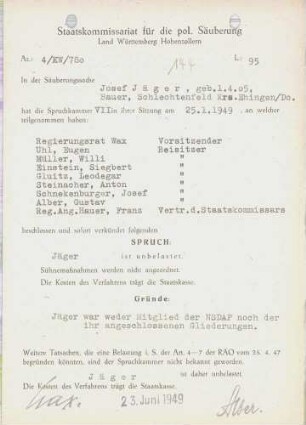 Staatskommissariat für die pol. Säuberung
Land Württemberg Hohenzollern
Nr.: 4/KW/780
144
L: 95
In der Säuberungssache
Josef Jäger, geb.1.4.05,
Bauer, Schlechtenfeld Krs.Ehingen/Do.
hat die Spruchkammer VII in ihrer Sitzung am 25.1.1949 an welcher
teilgenommen haben:
Regierungsrat Wax Vorsitzender
Uhl, Eugen Beisitzer
Müller, Willi "
Einstein, Siegbert "
Gluitz, Leodegar "
Steinacher, Anton "
Schnekenburger, Josef "
Alber, Gustav "
Reg.Ang.Hauer, Franz Vertr.d.Staatskommissars
beschlossen und sofort verkündet folgenden
SPRUCH:
Jäger ist unbelastet.
Sühnemaßnahmen werden nicht angeordnet
Die Kosten des Verfahrens trägt die Staatskasse.
Gründe:
Jäger war weder Mitglied der NSDAP noch der
ihr angeschlossenen Gliederungen.
Weitere Tatsachen, die eine Belastung i. S. der Art. 4-7 der RAO vom 25. 4. 47
begründen könnten, sind der Spruchkammer nicht bekannt geworden.
Jäger ist daher unbelastet
Die Kosten des Verfahrens trägt die Staatskasse.
Wax.
23. Juni 1949
Alber.